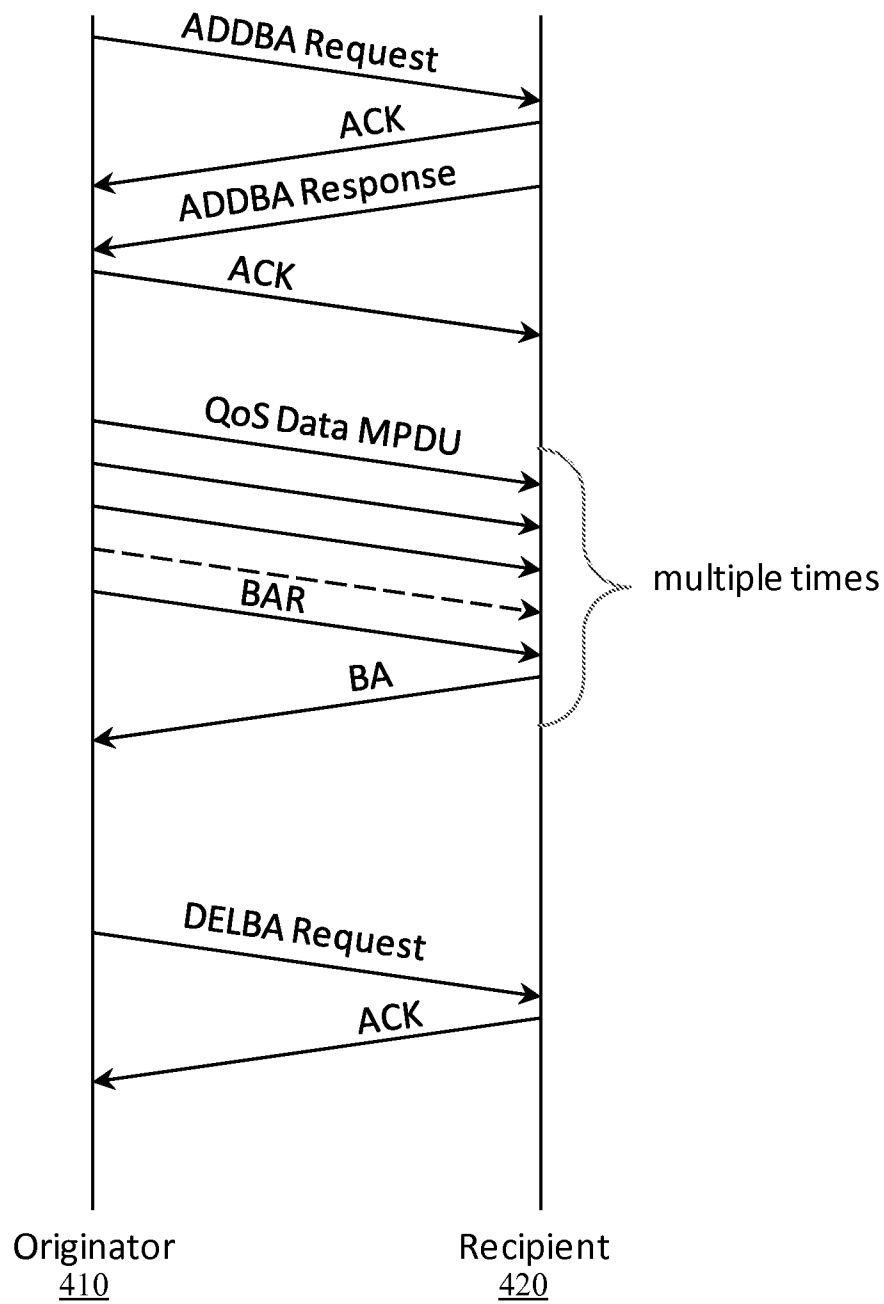 ADDBA Request
ACK
ADDBA Response
ACK
QoS Data MPDU
multiple times
BAR
BA
DELBA Request
ACK
Originator
410
Recipient
420